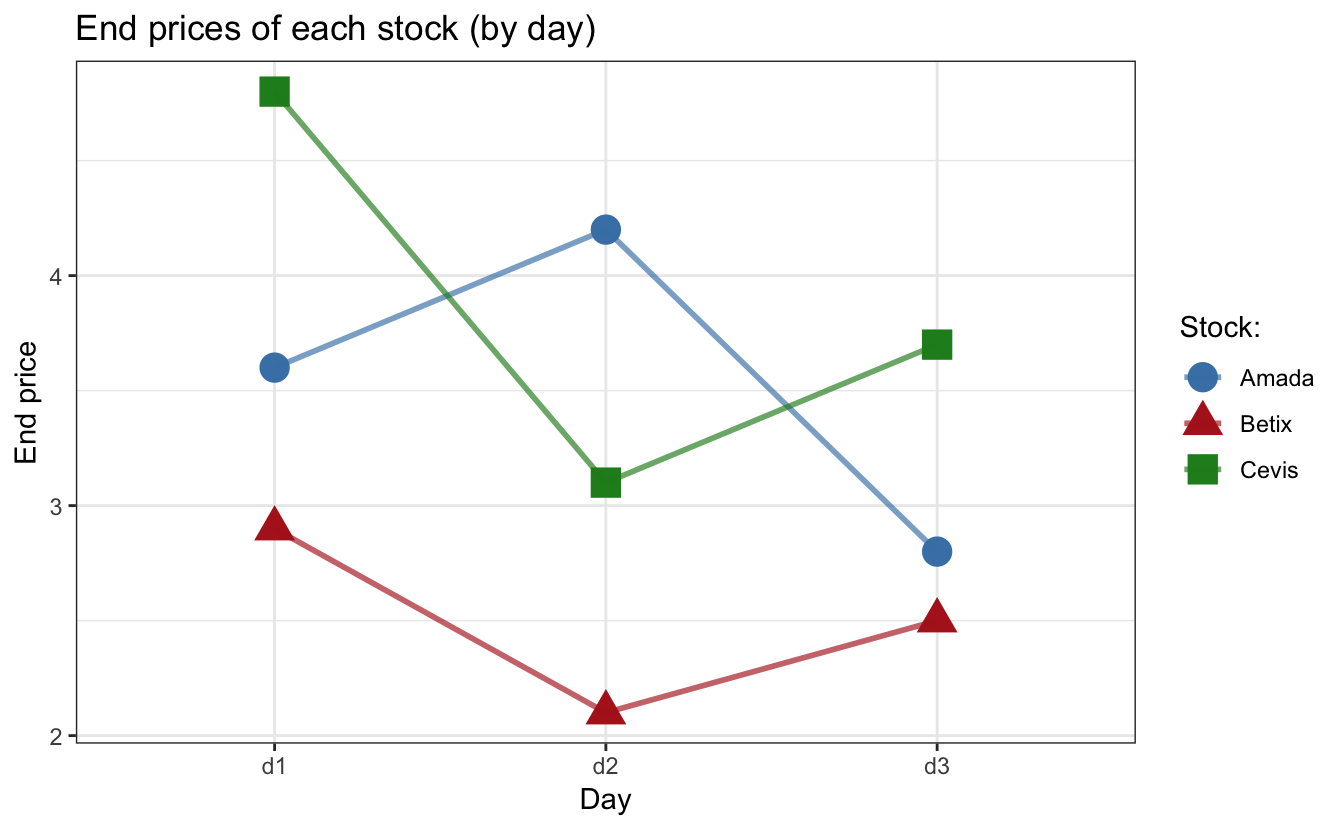 End prices of each stock (by day)
End price
4
3
2
d1 d2 d3
Day
Stock:
Amada
Betix
Cevis